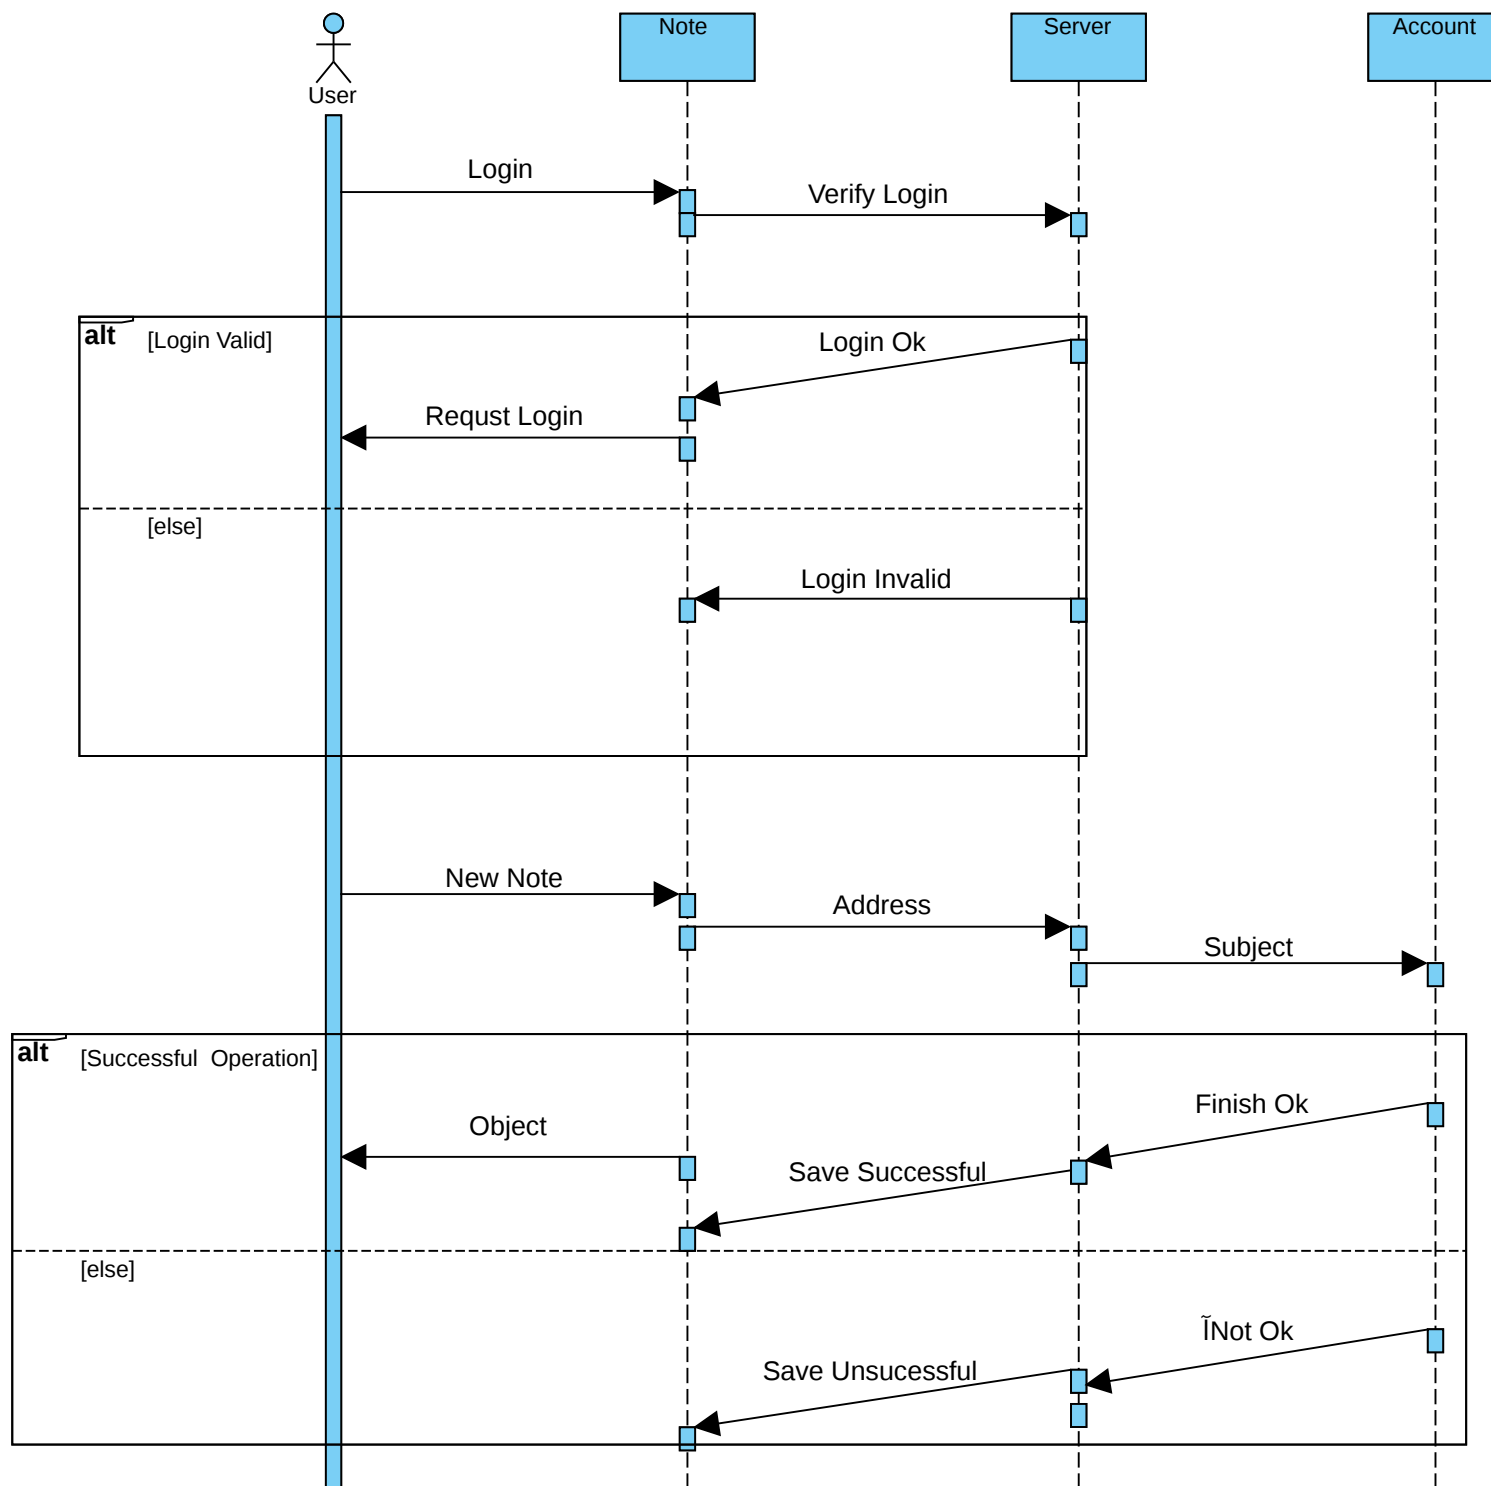 Note
Server
Account
User
Login
Verify Login
alt
[Login Valid]
Login Ok
Requst Login
[else]
Login Invalid
New Note
Address
Subject
alt
[Successful  Operation]
Finish Ok
Object
Save Successful
[else]
ĨNot Ok
Save Unsucessful